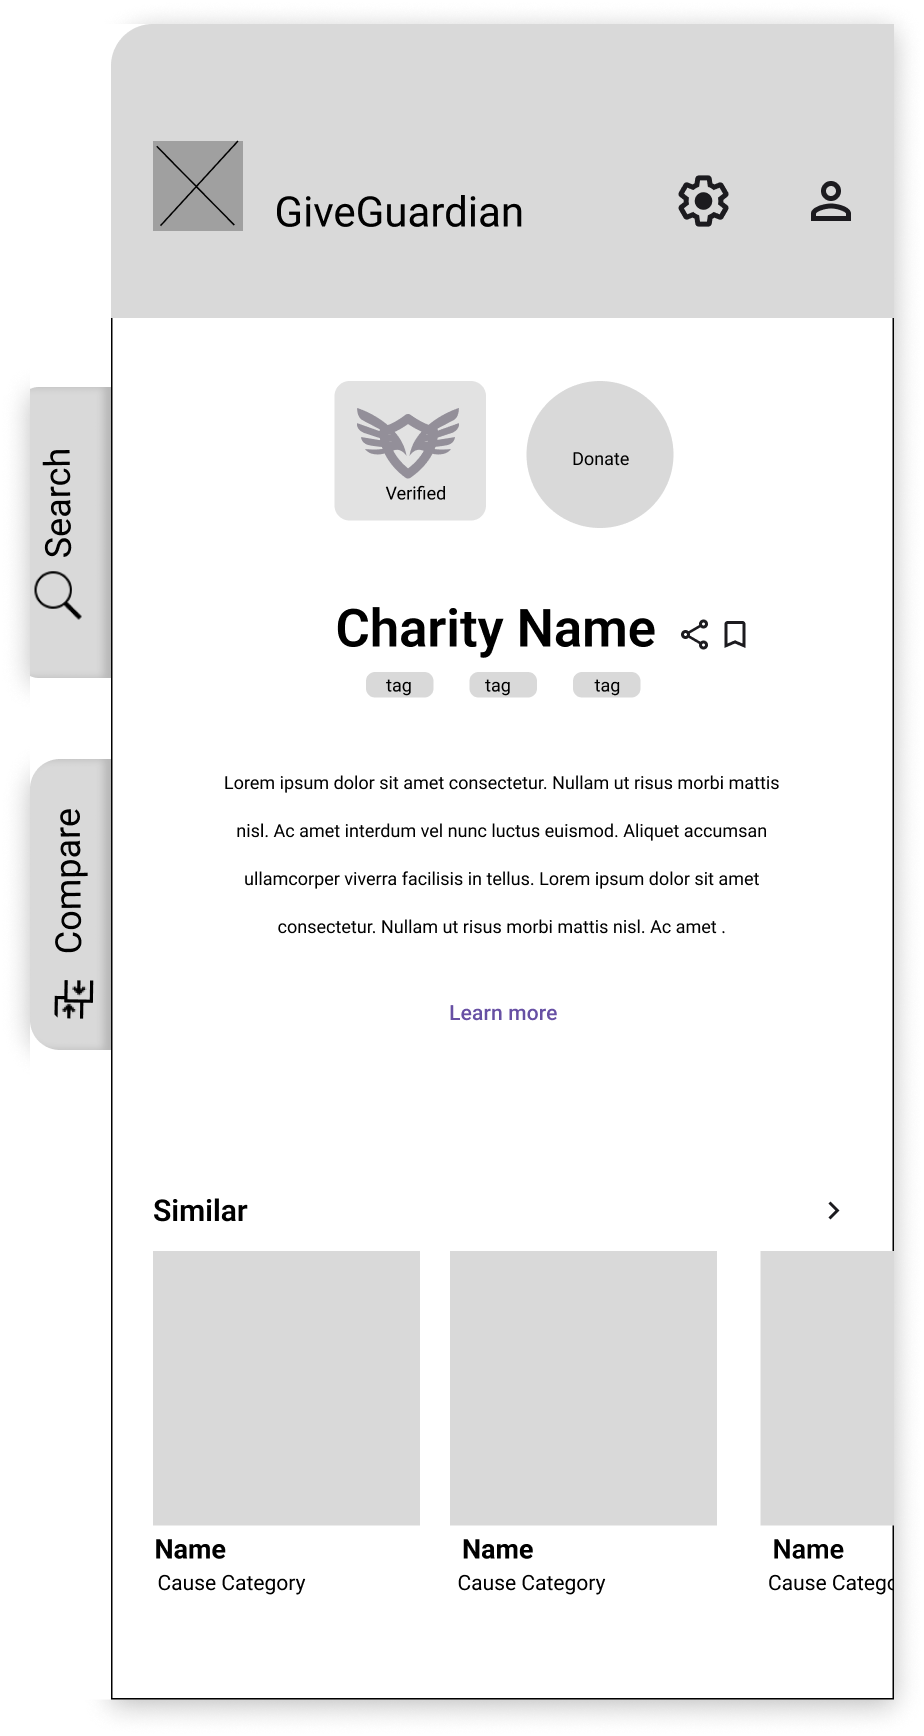 GiveGuardian
Search
Compare
Verified
Donate
Charity Name
tag tag tag
Lorem ipsum dolor sit amet consectetur. Nullam ut risus morbi mattis
nisl. Ac amet interdum vel nunc luctus euismod. Aliquet accumsan
ullamcorper viverra facilisis in tellus. Lorem ipsum dolor sit amet
consectetur. Nullam ut risus morbi mattis nisl. Ac amet .
Learn more
Similar
Name Name Name
Cause Category Cause Category Cause Catego